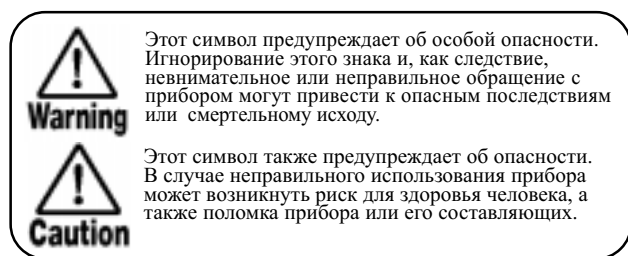 Этот символ предупреждает об особой опасности.
Игнорирование этого знака и, как следствие,
невнимательное или неправильное обращение с
прибором могут привести к опасным последствиям
или смертельному исходу.
Warning
Этот символ также предупреждает об опасности.
В случае неправильного использования прибора
может возникнуть риск для здоровья человека, а
также поломка прибора или его составляющих.
Caution